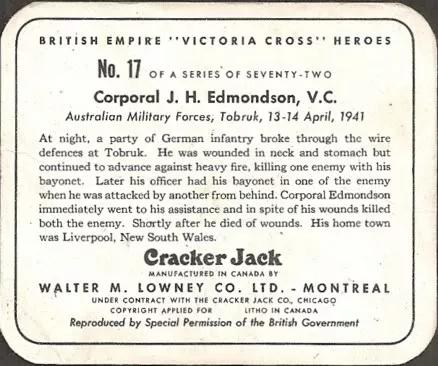 BRITISH EMPIRE "VICTORIA CROSS" HEROES
No. 17 OF A SERIES OF SEVENTY-TWO
Corporal J. H. Edmondson, V.C.
Australian Military Forces, Tobruk, 13-14 April, 1941
At night, a party of German infantry broke through the wire
defences at Tobruk. He was wounded in neck and stomach but
continued to advance against heavy fire, killing one enemy with his
bayonet. Later his officer had his bayonet in one of the enemy
when he was attacked by another from behind. Corporal Edmondson
immediately went to his assistance and in spite of his wounds killed
both the enemy. Shortly after he died of wounds. His home town
was Liverpool, New South Wales.
Cracker Jack
MANUFACTURED IN CANADA BY
WALTER M. LOWNEY CO. LTD. - MONTREAL
UNDER CONTRACT WITH THE CRACKER JACK CO., CHICAGO
COPYRIGHT APPLIED FOR LITHO IN CANADA
Reproduced by Special Permission of the British Government